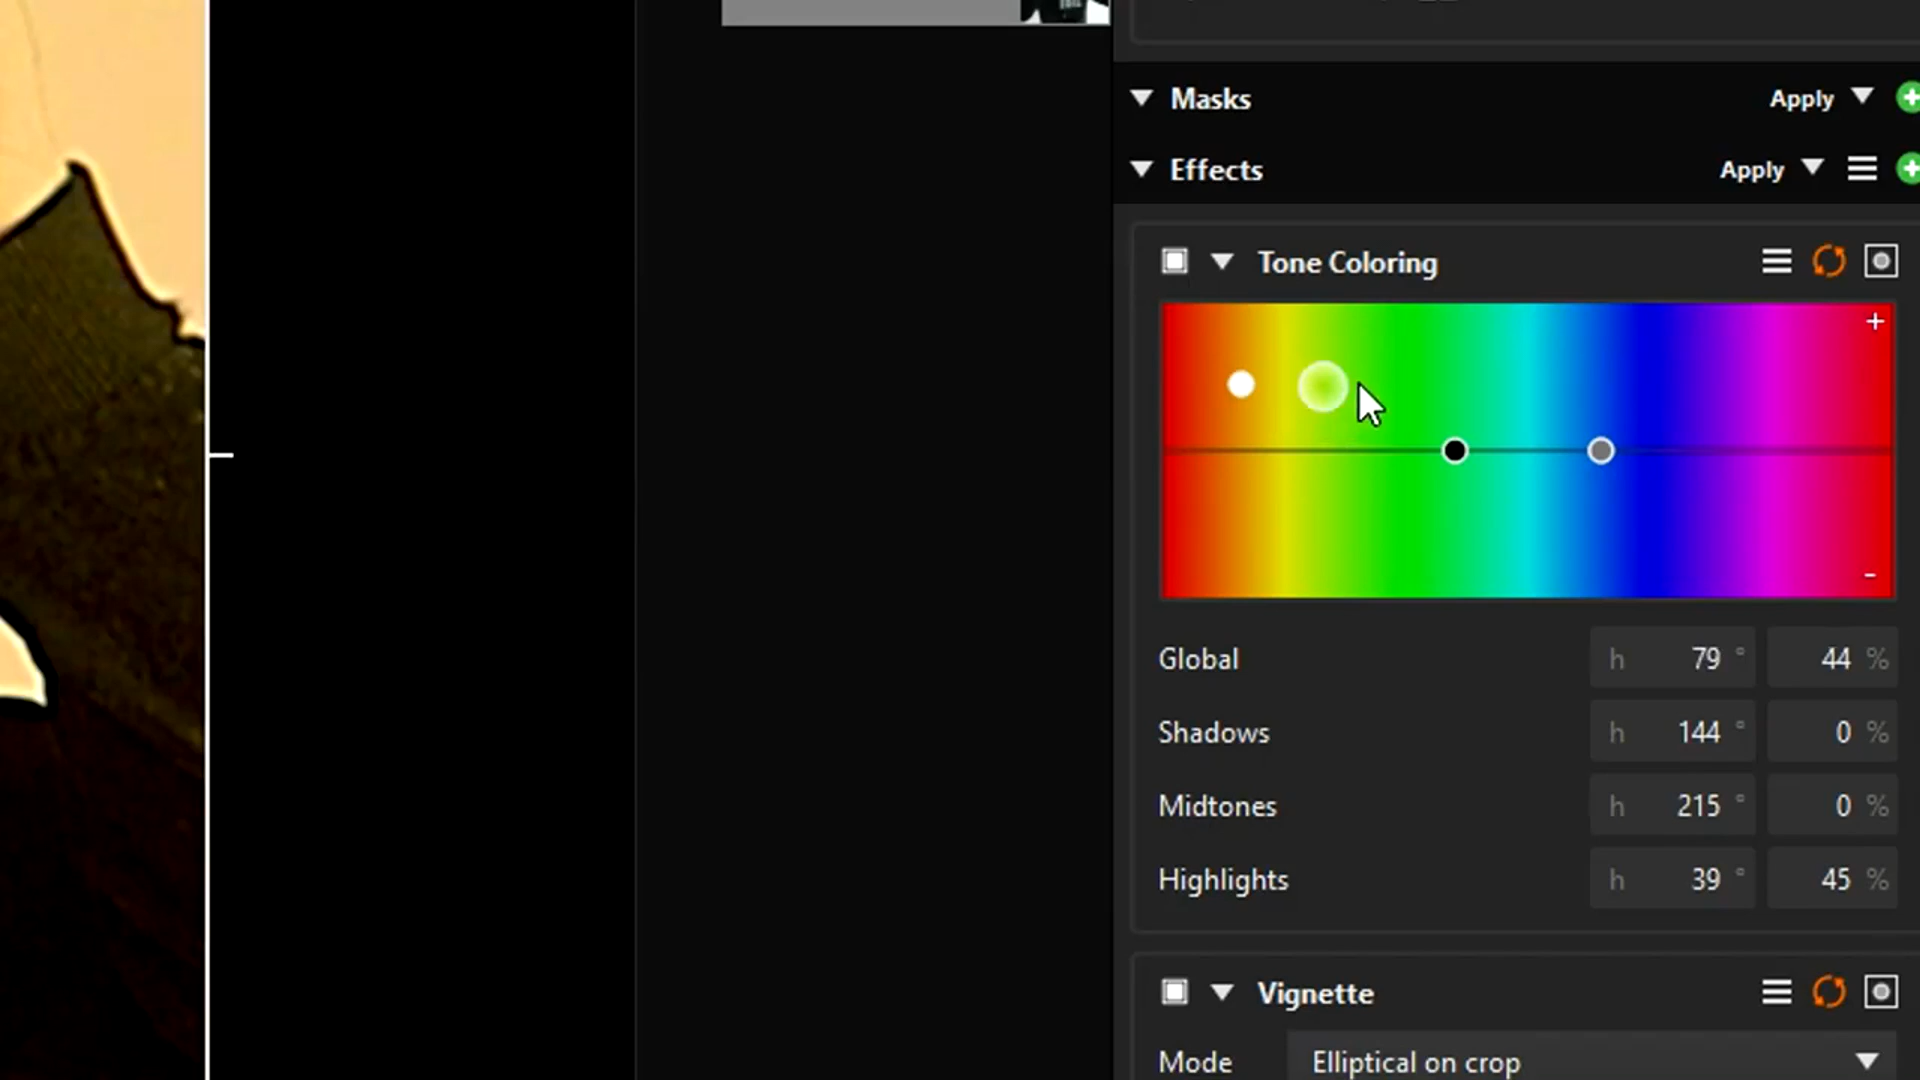 Masks Apply
Effects Apply
Tone Coloring
+
-
Global h 79 ° 44 %
Shadows h 144 ° 0 %
Midtones h 215 ° 0 %
Highlights h 39 ° 45 %
Vignette
Mode Elliptical on crop